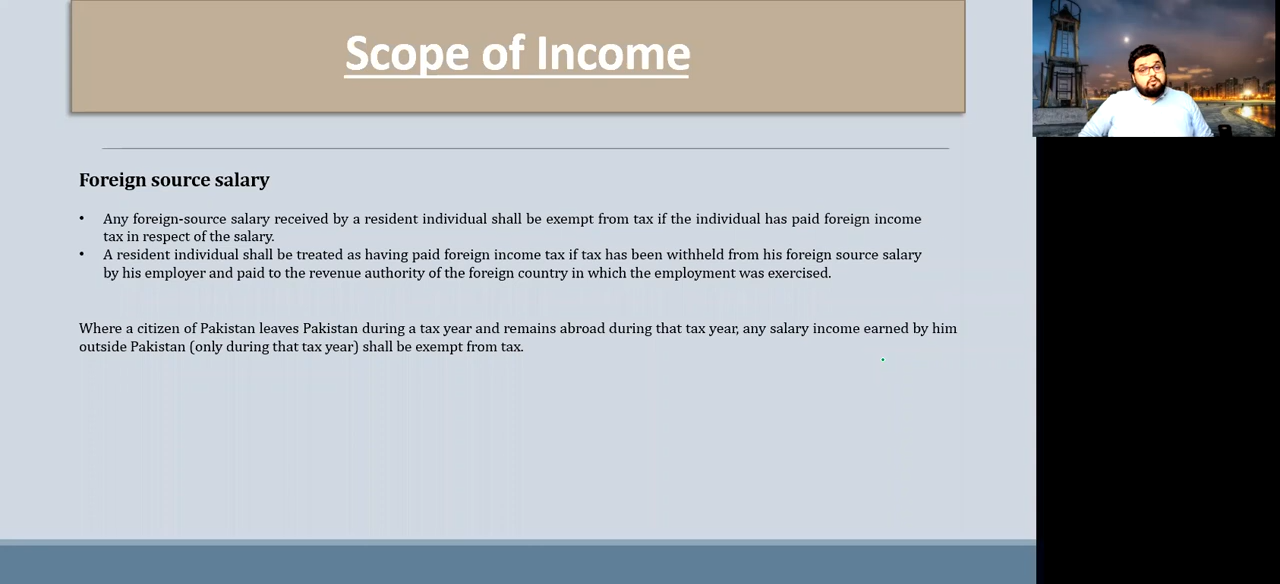 Scope of Income
Foreign source salary
• Any foreign-source salary received by a resident individual shall be exempt from tax if the individual has paid foreign income
tax in respect of the salary.
• A resident individual shall be treated as having paid foreign income tax if tax has been withheld from his foreign source salary
by his employer and paid to the revenue authority of the foreign country in which the employment was exercised.
Where a citizen of Pakistan leaves Pakistan during a tax year and remains abroad during that tax year, any salary income earned by him
outside Pakistan (only during that tax year) shall be exempt from tax.